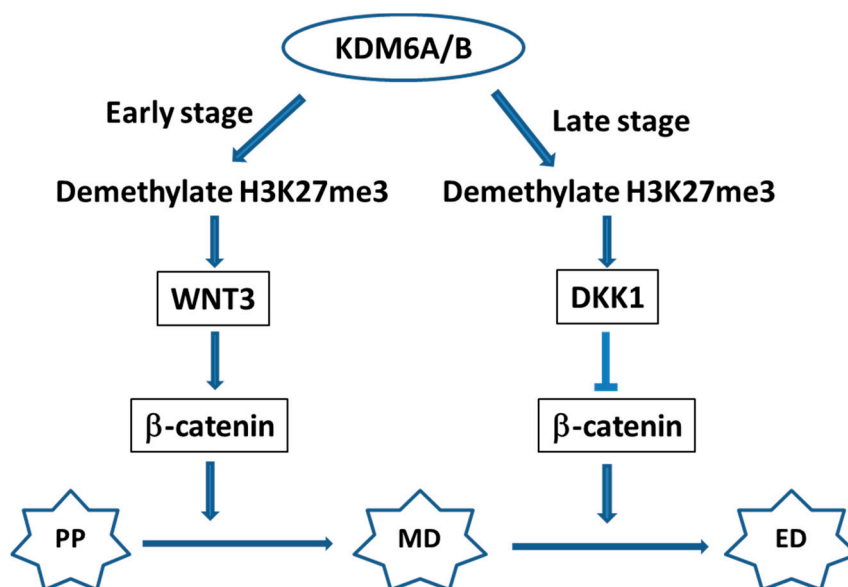 KDM6A/B
Early stage
Late stage
Demethylate H3K27me3
Demethylate H3K27me3
WNT3
DKK1
β-catenin
β-catenin
PP
MD
ED